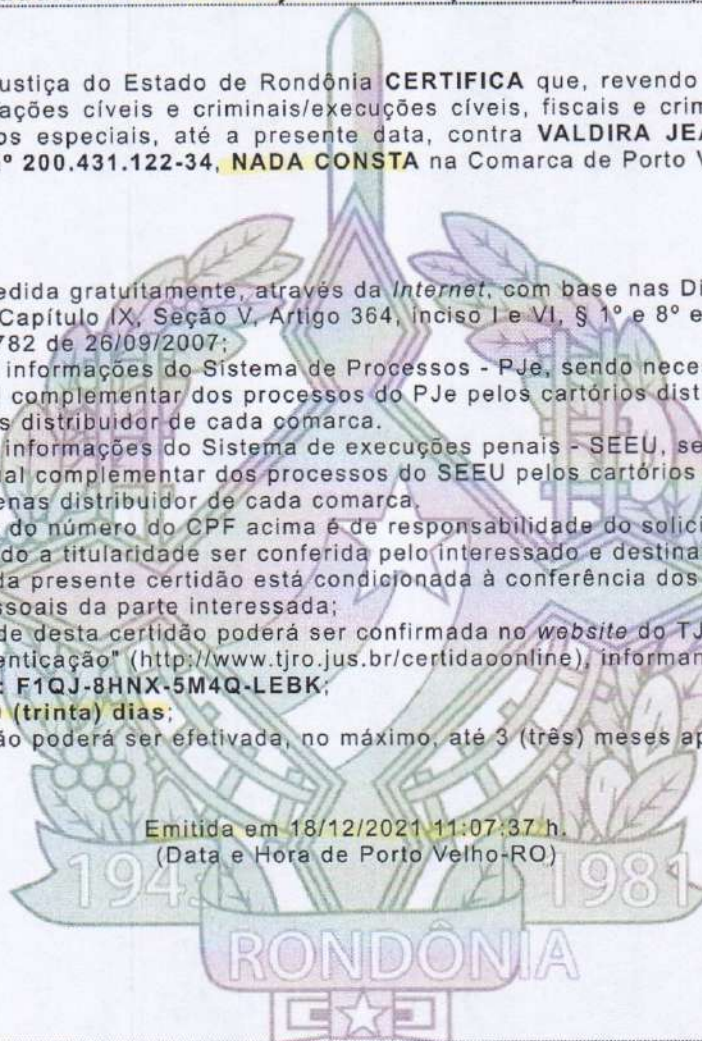 ustiça do Estado de Rondônia CERTIFICA que, revendo
ações cíveis e criminais/execuções cíveis, fiscais e crim
os especiais, até a presente data, contra VALDIRA JEA
º 200.431.122-34, NADA CONSTA na Comarca de Porto V
edida gratuitamente, através da Internet, com base nas Di
Capítulo IX, Seção V, Artigo 364, inciso I e VI, § 1º e 8º e
782 de 26/09/2007;
informações do Sistema de Processos - PJe, sendo nece
l complementar dos processos do PJe pelos cartórios dist
s distribuidor de cada comarca.
informações do Sistema de execuções penais - SEEU, se
ual complementar dos processos do SEEU pelos cartórios
enas distribuidor de cada comarca.
do número do CPF acima é de responsabilidade do solici
do a titularidade ser conferida pelo interessado e destina
da presente certidão está condicionada à conferência dos
ssoais da parte interessada;
de desta certidão poderá ser confirmada no website do TJ
enticação" (http://www.tjro.jus.br/certidaoonline), informan
: F1QJ-8HNX-5M4Q-LEBK;
(trinta) dias;
ão poderá ser efetivada, no máximo, até 3 (três) meses ap
Emitida em 18/12/2021 11:07:37 h.
(Data e Hora de Porto Velho-RO)
194 1981
RONDÔNIA